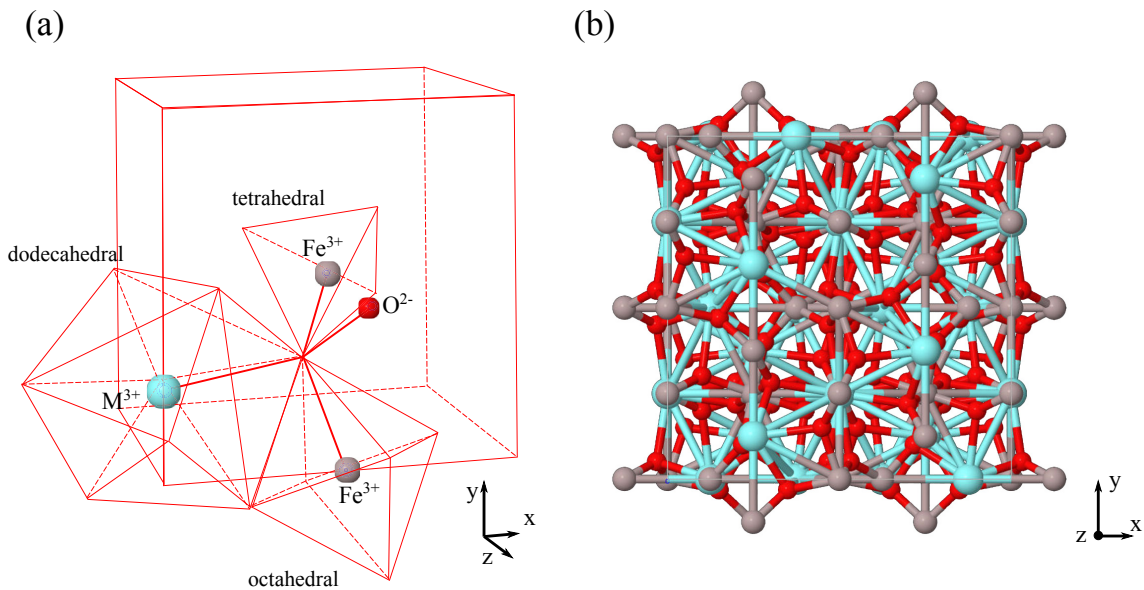 (a)
(b)
tetrahedral
dodecahedral
Fe3+
O2-
M3+
Fe3+
octahedral
y
x
z
y
z
x